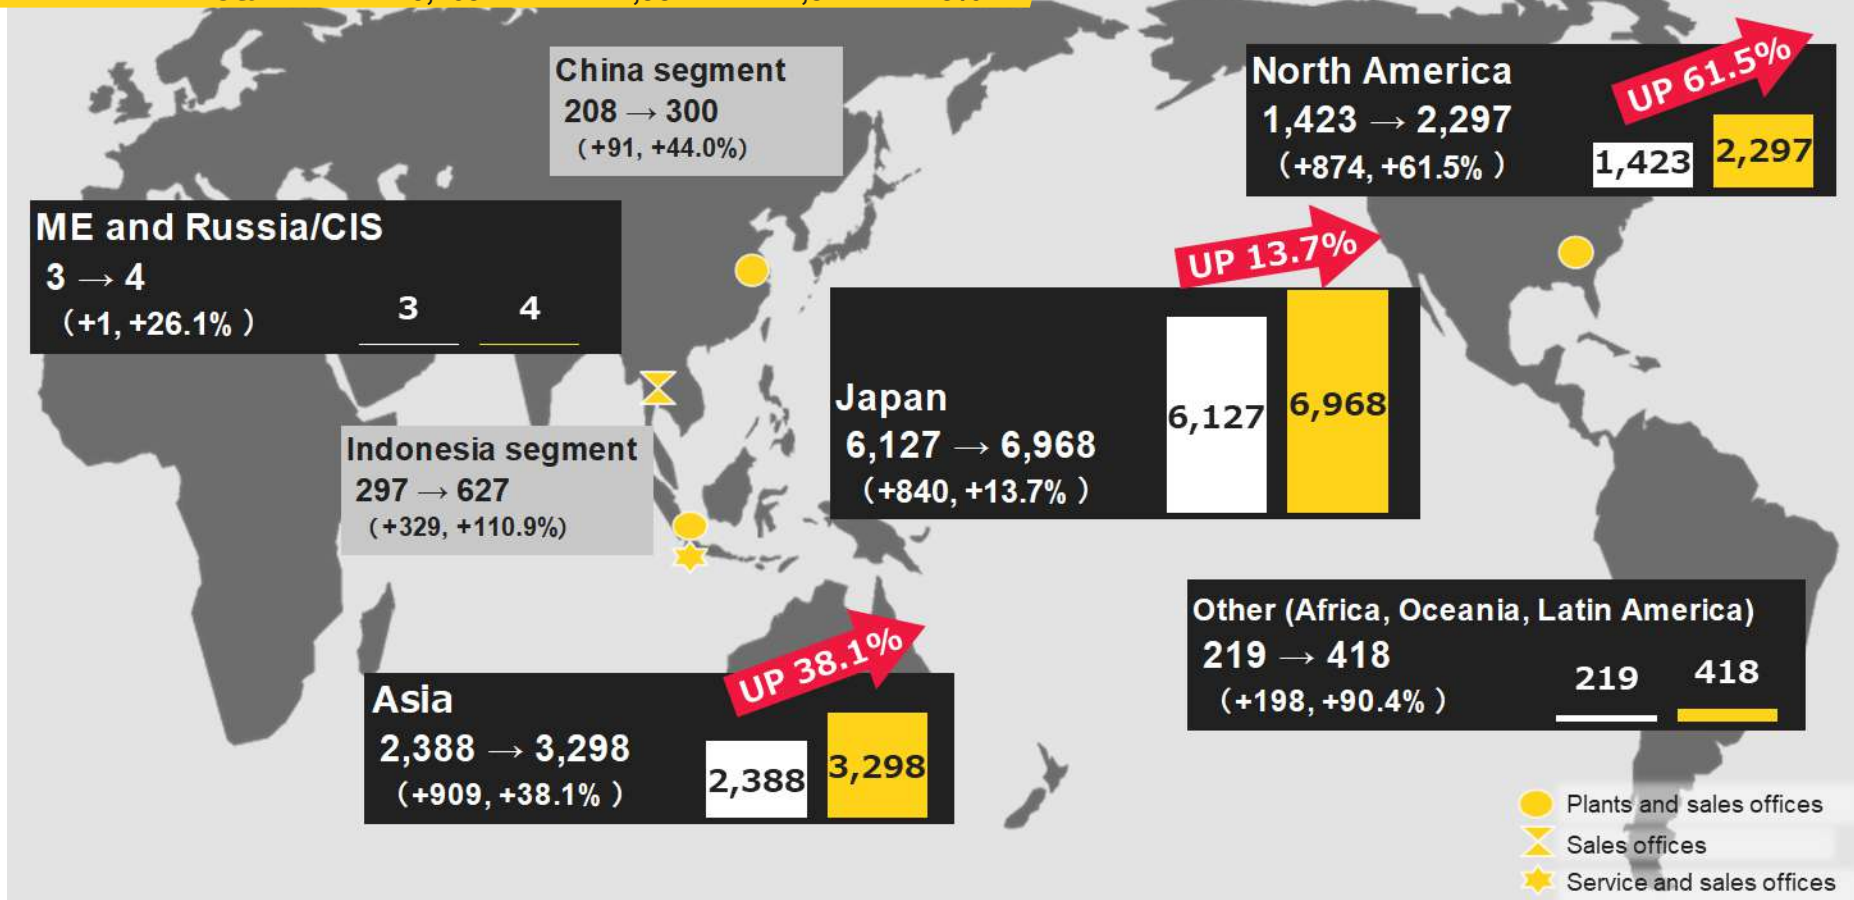 China segment
208 → 300
(+91, +44.0%)
North America
1,423 → 2,297
(+874, +61.5% )
UP 61.5%
1,423
2,297
ME and Russia/CIS
3 → 4
(+1, +26.1% )
3
4
UP 13.7%
Japan
6,127 → 6,968
(+840, +13.7% )
6,127
6,968
Indonesia segment
297 → 627
(+329, +110.9%)
Other (Africa, Oceania, Latin America)
219 → 418
(+198, +90.4% )
219
418
UP 38.1%
Asia
2,388 → 3,298
(+909, +38.1% )
2,388
3,298
Plants and sales offices
Sales offices
Service and sales offices